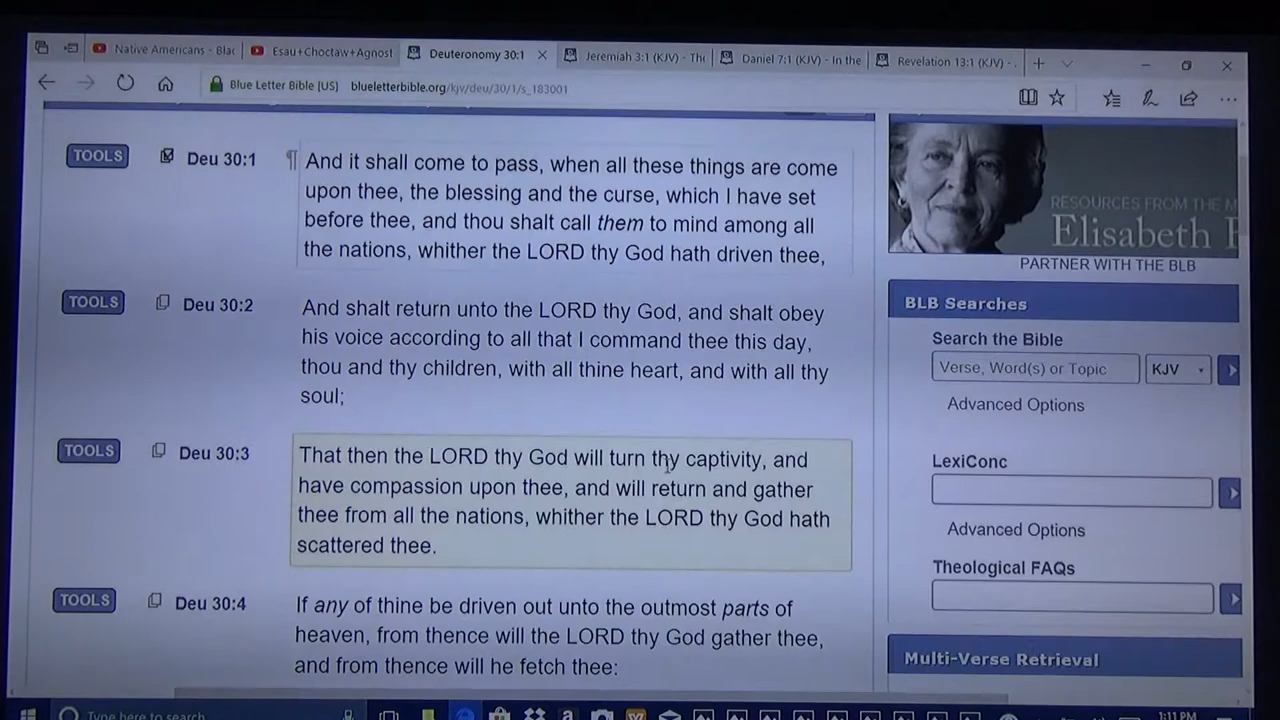 Native Americans - Blac
Esau+Choctaw+Agnost
Deuteronomy 30:1
Jeremiah 3:1 (KJV) - The
Daniel 7:1 (KJV) - In the
Revelation 13:1 (KJV) - .
Blue Letter Bible [US]
blueletterbible.org/kjv/deu/30/1/s_183001
TOOLS
Deu 30:1
¶ And it shall come to pass, when all these things are come
upon thee, the blessing and the curse, which I have set
before thee, and thou shalt call them to mind among all
the nations, whither the LORD thy God hath driven thee,
TOOLS
Deu 30:2
And shalt return unto the LORD thy God, and shalt obey
his voice according to all that I command thee this day,
thou and thy children, with all thine heart, and with all thy
soul;
TOOLS
Deu 30:3
That then the LORD thy God will turn thy captivity, and
have compassion upon thee, and will return and gather
thee from all the nations, whither the LORD thy God hath
scattered thee.
TOOLS
Deu 30:4
If any of thine be driven out unto the outmost parts of
heaven, from thence will the LORD thy God gather thee,
and from thence will he fetch thee:
RESOURCES FROM THE M
Elisabeth
PARTNER WITH THE BLB
BLB Searches
Search the Bible
Verse, Word(s) or Topic
KJV
Advanced Options
LexiConc
Advanced Options
Theological FAQs
Multi-Verse Retrieval
Type here to search
1:11 PM